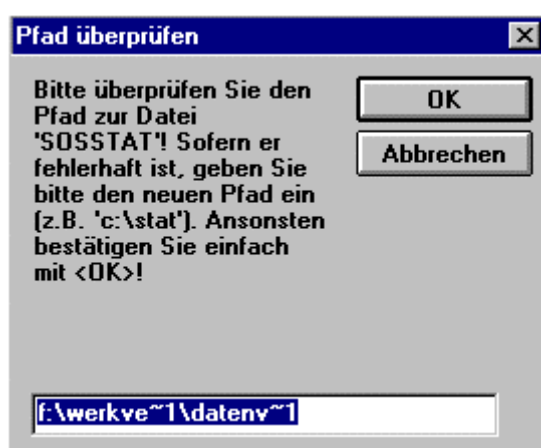 Pfad überprüfen
Bitte überprüfen Sie den
Pfad zur Datei
'SOSSTAT'! Sofern er
fehlerhaft ist, geben Sie
bitte den neuen Pfad ein
(z.B. 'c:\stat'). Ansonsten
bestätigen Sie einfach
mit <OK>!
OK
Abbrechen
f:\werkve~1\datenv~1